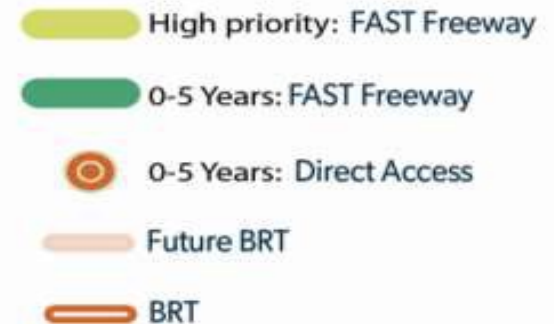 High priority: FAST Freeway
0-5 Years: FAST Freeway
0-5 Years: Direct Access
Future BRT
BRT